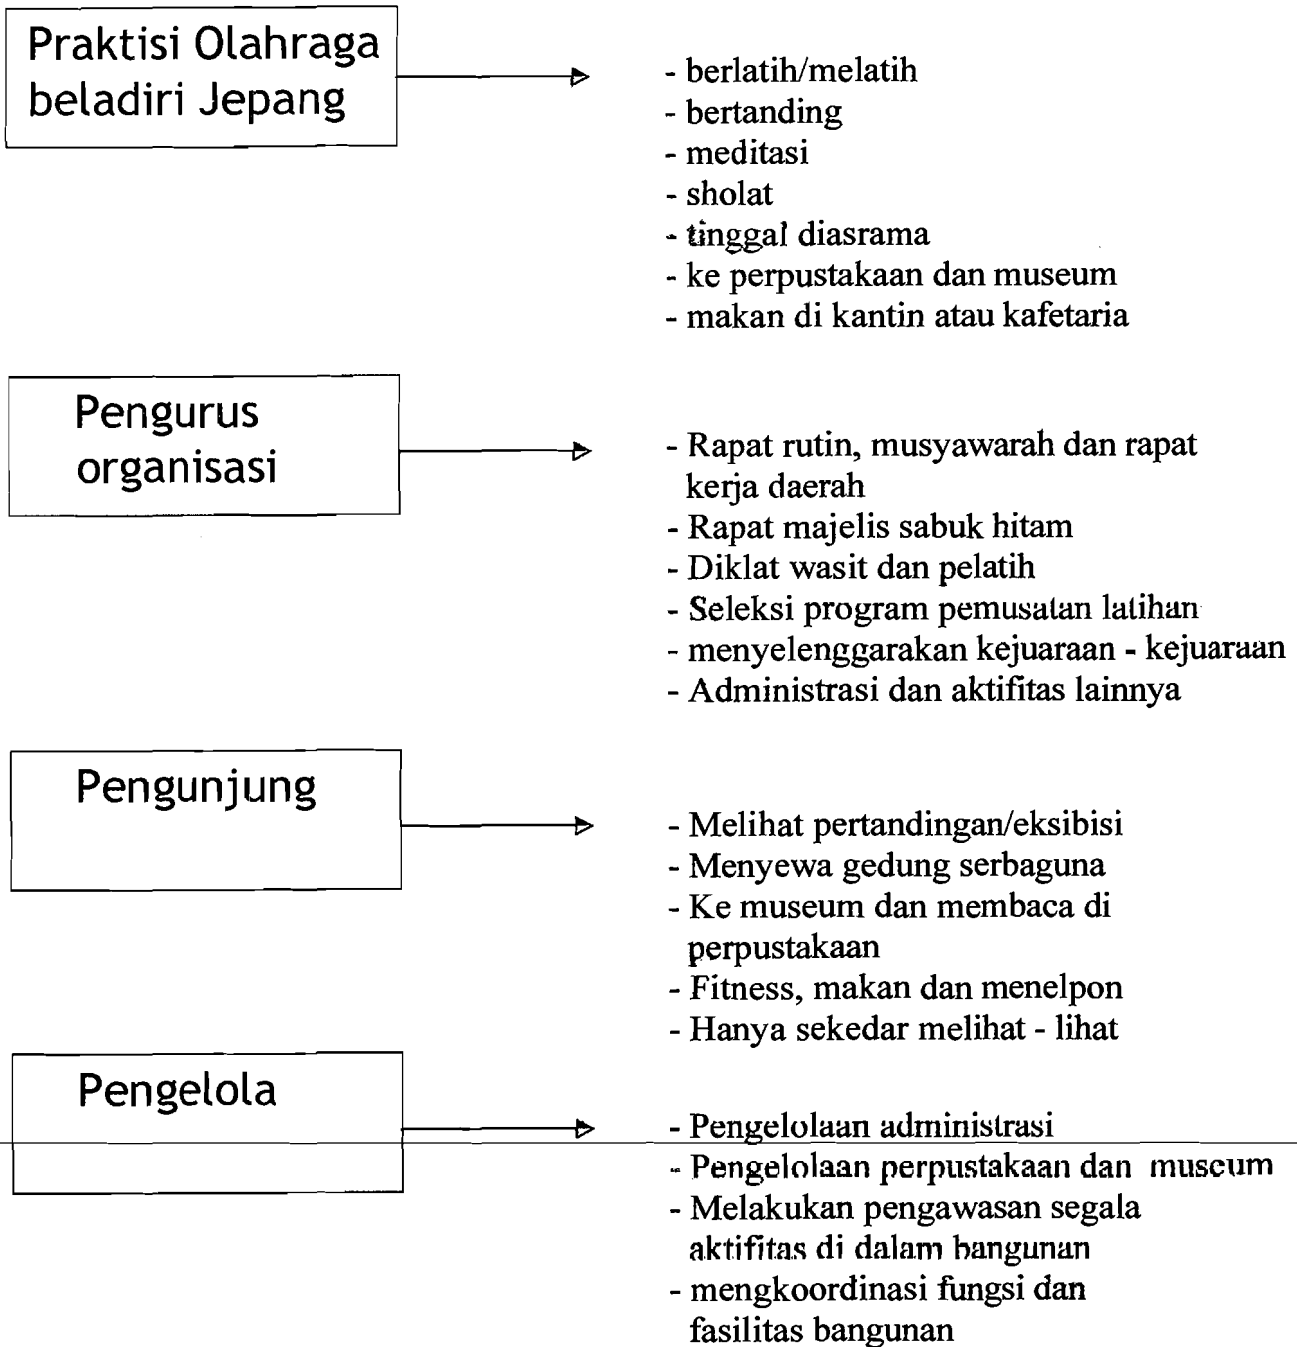 Praktisi Olahraga
beladiri Jepang
- berlatih/melatih
- bertanding
- meditasi
- sholat
- tinggal diasrama
- ke perpustakaan dan museum
- makan di kantin atau kafetaria
Pengurus
organisasi
- Rapat rutin, musyawarah dan rapat
kerja daerah
- Rapat majelis sabuk hitam
- Diklat wasit dan pelatih
- Seleksi program pemusatan latihan
- menyelenggarakan kejuaraan - kejuaraan
- Administrasi dan aktifitas lainnya
Pengunjung
- Melihat pertandingan/eksibisi
- Menyewa gedung serbaguna
- Ke museum dan membaca di
perpustakaan
- Fitness, makan dan menelpon
- Hanya sekedar melihat - lihat
Pengelola
- Pengelolaan administrasi
- Pengelolaan perpustakaan dan museum
- Melakukan pengawasan segala
aktifitas di dalam bangunan
- mengkoordinasi fungsi dan
fasilitas bangunan